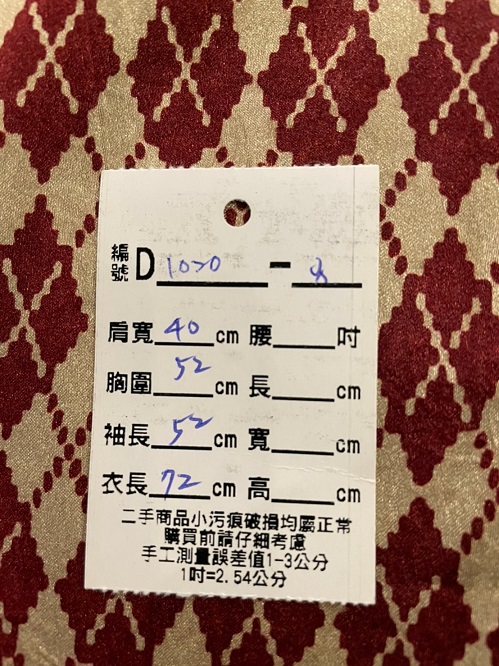 編號 D 1020 -
肩寬 40 cm 腰 吋
胸圍 52 cm 長 cm
袖長 52 cm 寬 cm
衣長 72 cm 高 cm
二手商品小污痕破損均屬正常
購買前請仔細考慮
手工測量誤差值1-3公分
1吋=2.54公分